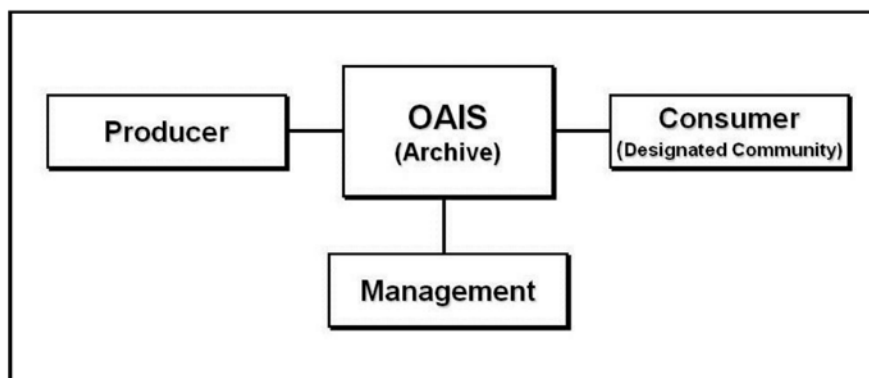 Producer
OAIS
(Archive)
Consumer
(Designated Community)
Management